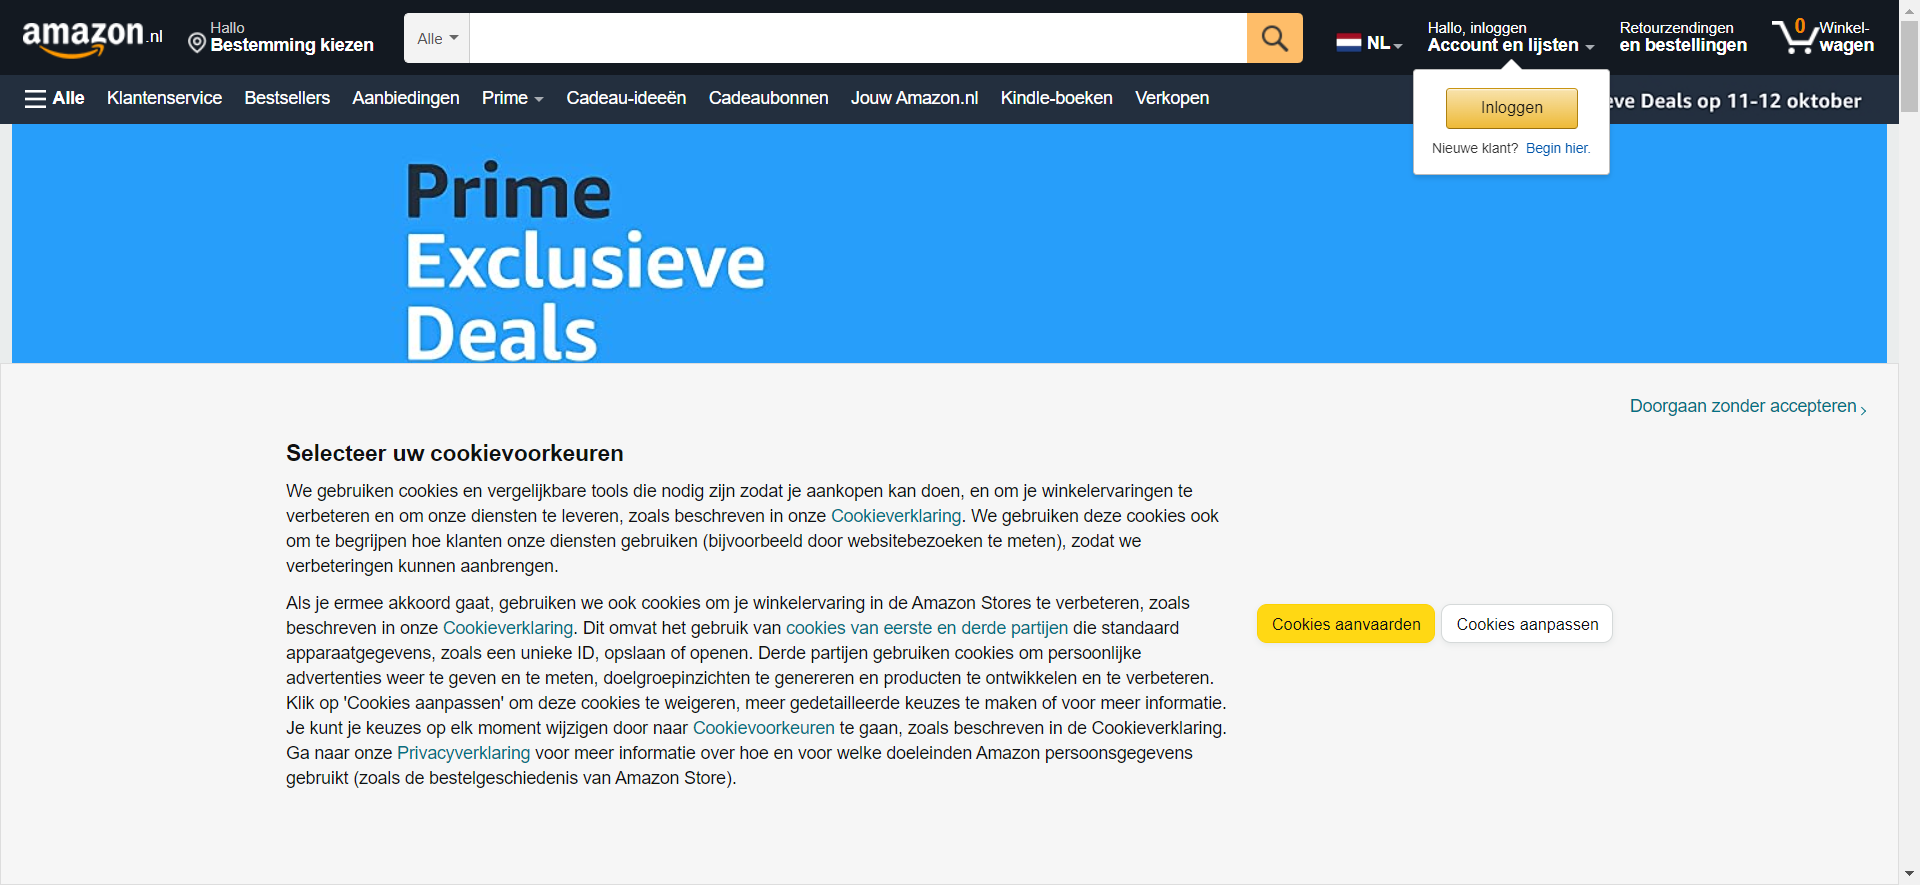 amazon.nl
Hallo
Bestemming kiezen
Alle
NL
Hallo, inloggen
Account en lijsten
Retourzendingen
en bestellingen
0
Winkel-
wagen
Alle Klantenservice Bestsellers Aanbiedingen Prime Cadeau-ideeën Cadeaubonnen Jouw Amazon.nl Kindle-boeken Verkopen
Deals op 11-12 oktober
Inloggen
Nieuwe klant? Begin hier.
Prime
Exclusieve
Deals
Doorgaan zonder accepteren ›
Selecteer uw cookievoorkeuren
We gebruiken cookies en vergelijkbare tools die nodig zijn zodat je aankopen kan doen, en om je winkelervaringen te
verbeteren en om onze diensten te leveren, zoals beschreven in onze Cookieverklaring. We gebruiken deze cookies ook
om te begrijpen hoe klanten onze diensten gebruiken (bijvoorbeeld door websitebezoeken te meten), zodat we
verbeteringen kunnen aanbrengen.
Als je ermee akkoord gaat, gebruiken we ook cookies om je winkelervaring in de Amazon Stores te verbeteren, zoals
beschreven in onze Cookieverklaring. Dit omvat het gebruik van cookies van eerste en derde partijen die standaard
apparaatgegevens, zoals een unieke ID, opslaan of openen. Derde partijen gebruiken cookies om persoonlijke
advertenties weer te geven en te meten, doelgroepinzichten te genereren en producten te ontwikkelen en te verbeteren.
Klik op 'Cookies aanpassen' om deze cookies te weigeren, meer gedetailleerde keuzes te maken of voor meer informatie.
Je kunt je keuzes op elk moment wijzigen door naar Cookievoorkeuren te gaan, zoals beschreven in de Cookieverklaring.
Ga naar onze Privacyverklaring voor meer informatie over hoe en voor welke doeleinden Amazon persoonsgegevens
gebruikt (zoals de bestelgeschiedenis van Amazon Store).
Cookies aanvaarden
Cookies aanpassen